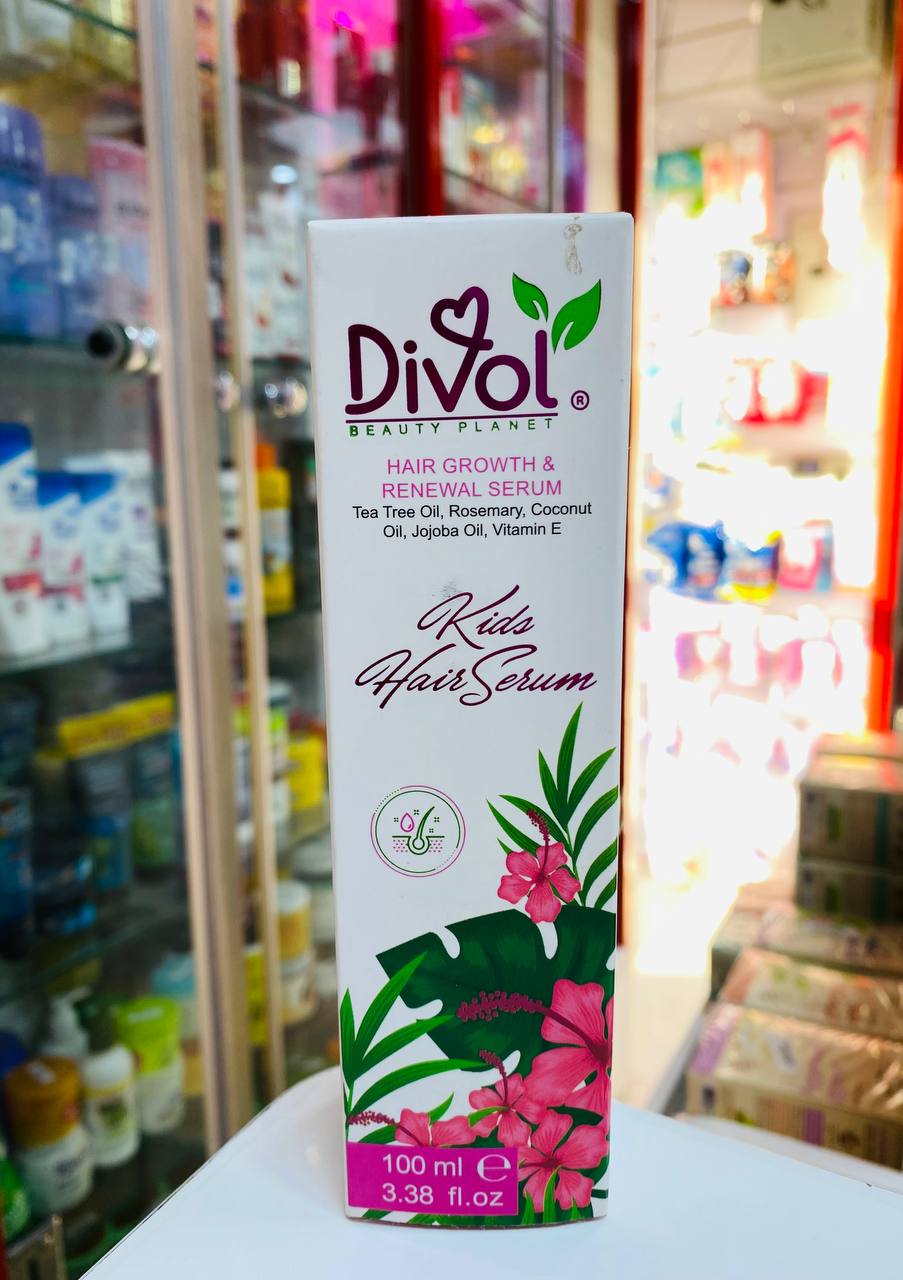 Divol ®
BEAUTY PLANET
HAIR GROWTH &
RENEWAL SERUM
Tea Tree Oil, Rosemary, Coconut
Oil, Jojoba Oil, Vitamin E
Kids
Hair Serum
100 ml ℮
3.38 fl.oz